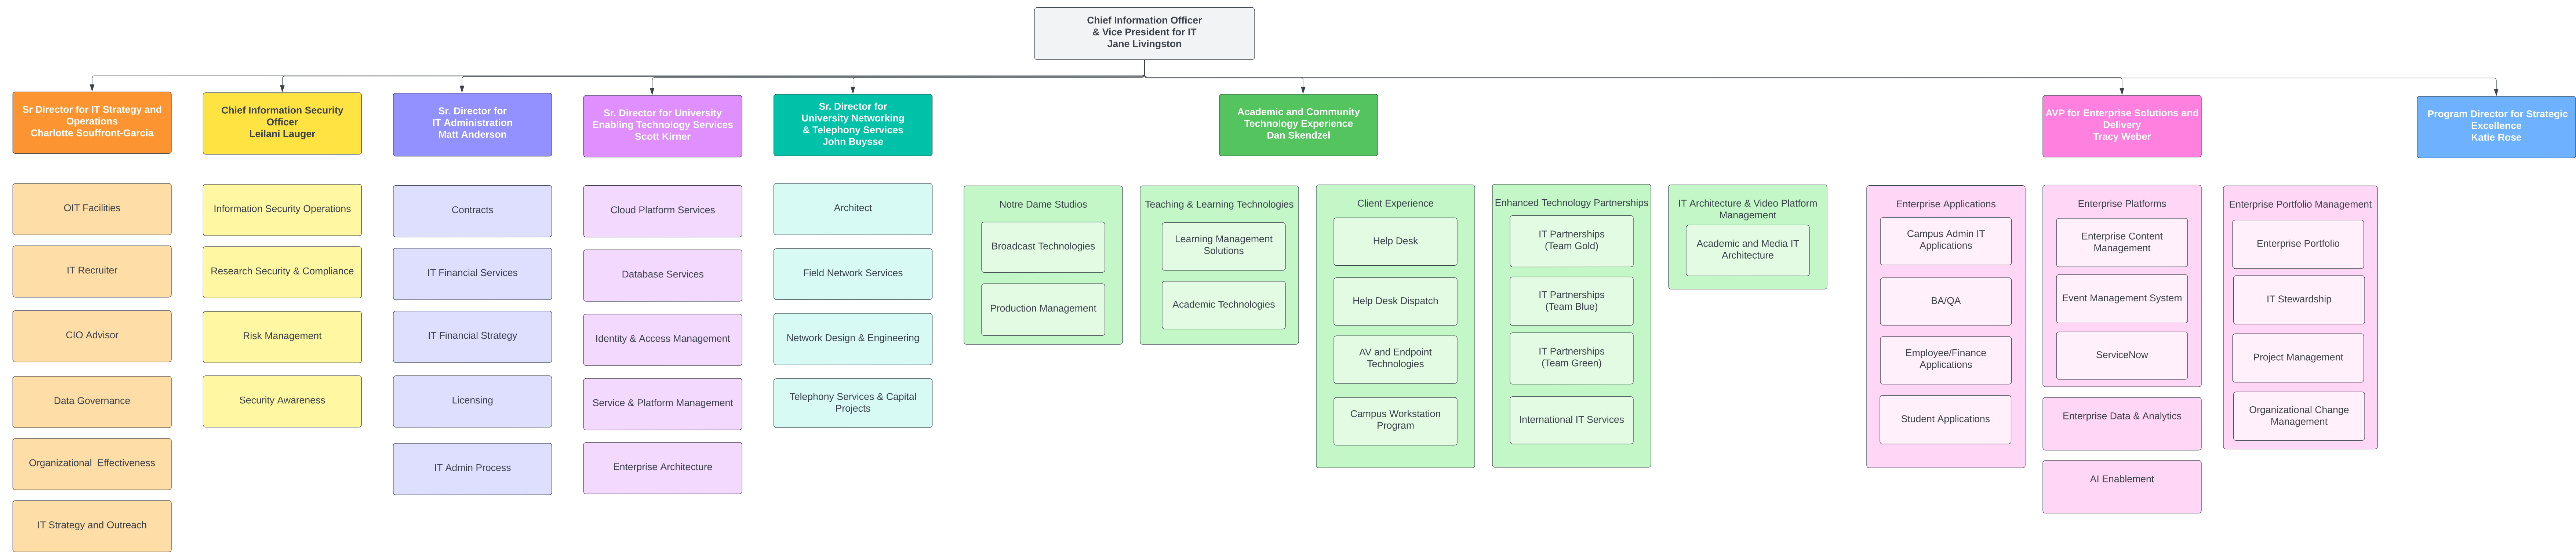 Chief Information Officer
& Vice President for IT
Jane Livingston
Sr Director for IT Strategy and
Operations
Charlotte Souffront-Garcia
Chief Information Security
Officer
Leilani Lauger
Sr. Director for
IT Administration
Matt Anderson
Sr. Director for University
Enabling Technology Services
Scott Kirner
Sr. Director for
University Networking
& Telephony Services
John Buysse
Academic and Community
Technology Experience
Dan Skendzel
AVP for Enterprise Solutions and
Delivery
Tracy Weber
Program Director for Strategic
Excellence
Katie Rose
OIT Facilities
IT Recruiter
CIO Advisor
Data Governance
Organizational  Effectiveness
IT Strategy and Outreach
Information Security Operations
Research Security & Compliance
Risk Management
Security Awareness
Contracts
IT Financial Services
IT Financial Strategy
Licensing
IT Admin Process
Cloud Platform Services
Database Services
Identity & Access Management
Service & Platform Management
Enterprise Architecture
Architect
Field Network Services
Network Design & Engineering
Telephony Services & Capital
Projects
Notre Dame Studios
Broadcast Technologies
Production Management
Teaching & Learning Technologies
Learning Management
Solutions
Academic Technologies
Client Experience
Help Desk
Help Desk Dispatch
AV and Endpoint
Technologies
Campus Workstation
Program
Enhanced Technology Partnerships
IT Partnerships
(Team Gold)
IT Partnerships
(Team Blue)
IT Partnerships
(Team Green)
International IT Services
IT Architecture & Video Platform
Management
Academic and Media IT
Architecture
Enterprise Applications
Campus Admin IT
Applications
BA/QA
Employee/Finance
Applications
Student Applications
Enterprise Platforms
Enterprise Content
Management
Event Management System
ServiceNow
Enterprise Data & Analytics
AI Enablement
Enterprise Portfolio Management
Enterprise Portfolio
IT Stewardship
Project Management
Organizational Change
Management